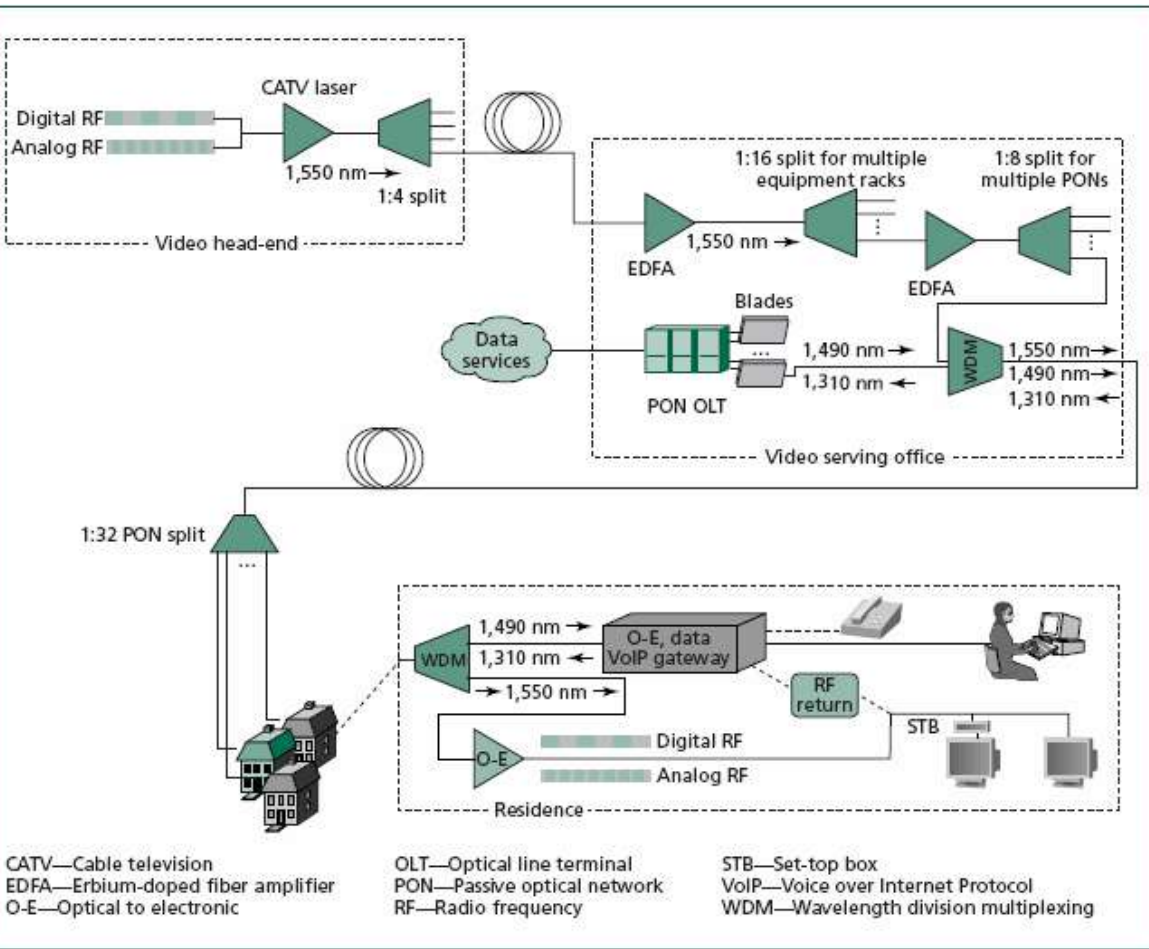 CATV laser
Digital RF
Analog RF
1,550 nm
1:4 split
Video head-end
1:16 split for multiple
equipment racks
1:8 split for
multiple PONs
1,550 nm
EDFA
EDFA
Blades
Data
services
...
1,490 nm
1,310 nm
PON OLT
WDM
1,550 nm
1,490 nm
1,310 nm
Video serving office
1:32 PON split
...
WDM
1,490 nm
1,310 nm
1,550 nm
O-E, data
VoIP gateway
RF
return
STB
O-E
Digital RF
Analog RF
Residence
CATV—Cable television
EDFA—Erbium-doped fiber amplifier
O-E—Optical to electronic
OLT—Optical line terminal
PON—Passive optical network
RF—Radio frequency
STB—Set-top box
VoIP—Voice over Internet Protocol
WDM—Wavelength division multiplexing